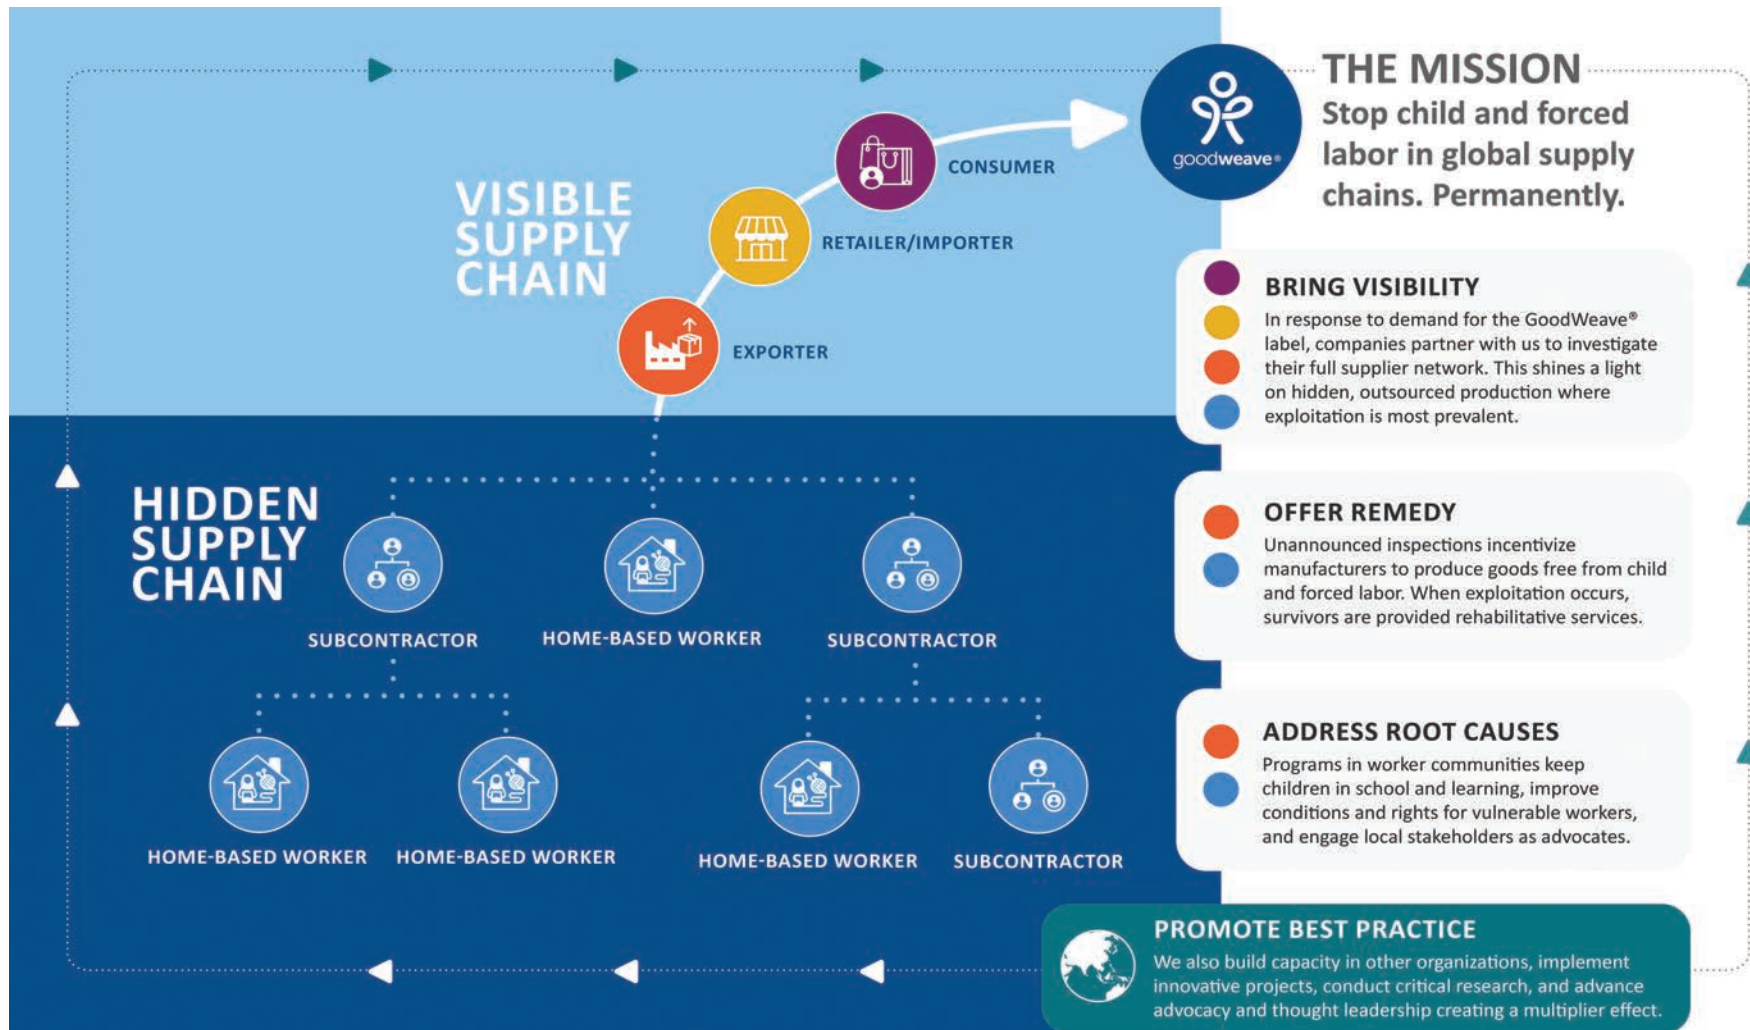 THE MISSION
Stop child and forced
labor in global supply
chains. Permanently.
goodweave®
CONSUMER
VISIBLE
SUPPLY
CHAIN
RETAILER/IMPORTER
EXPORTER
BRING VISIBILITY
In response to demand for the GoodWeave®
label, companies partner with us to investigate
their full supplier network. This shines a light
on hidden, outsourced production where
exploitation is most prevalent.
HIDDEN
SUPPLY
CHAIN
SUBCONTRACTOR
HOME-BASED WORKER
SUBCONTRACTOR
OFFER REMEDY
Unannounced inspections incentivize
manufacturers to produce goods free from child
and forced labor. When exploitation occurs,
survivors are provided rehabilitative services.
HOME-BASED WORKER
HOME-BASED WORKER
HOME-BASED WORKER
SUBCONTRACTOR
ADDRESS ROOT CAUSES
Programs in worker communities keep
children in school and learning, improve
conditions and rights for vulnerable workers,
and engage local stakeholders as advocates.
PROMOTE BEST PRACTICE
We also build capacity in other organizations, implement
innovative projects, conduct critical research, and advance
advocacy and thought leadership creating a multiplier effect.